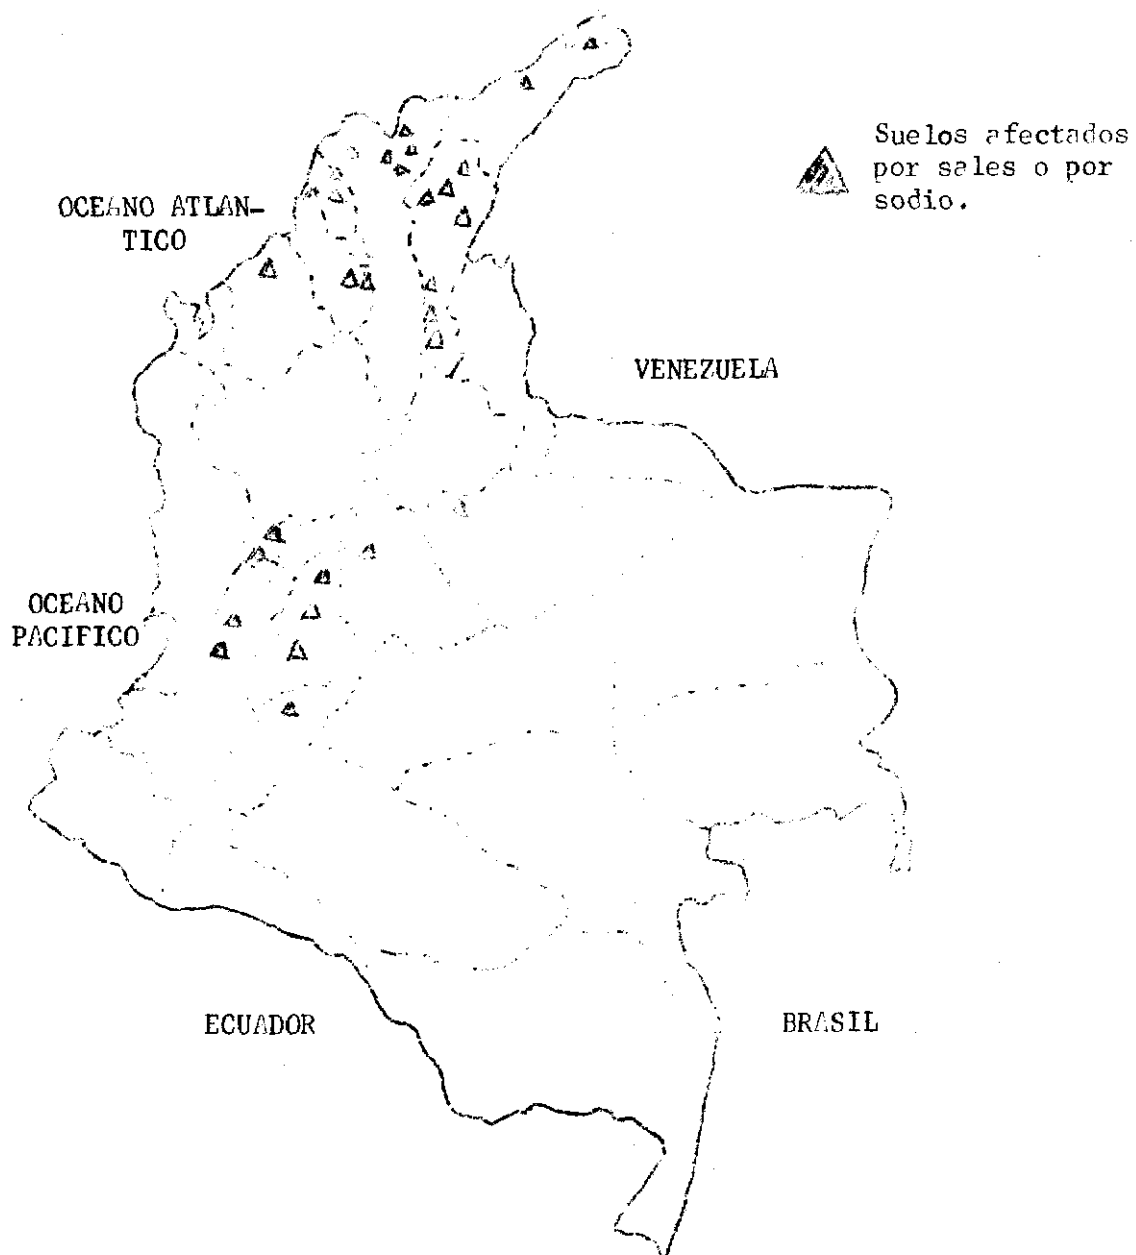 Suelos afectados
por sales o por
sodio.
OCEANO ATLAN-
TICO
VENEZUELA
OCEANO
PACIFICO
ECUADOR
BRASIL